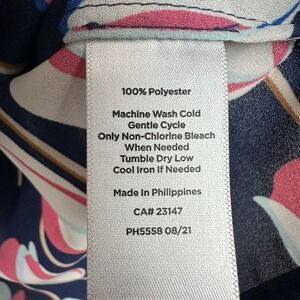 100% Polyester
Machine Wash Cold
Gentle Cycle
Only Non-Chlorine Bleach
When Needed
Tumble Dry Low
Cool Iron If Needed
Made In Philippines
CA# 23147
PH5558 08/21